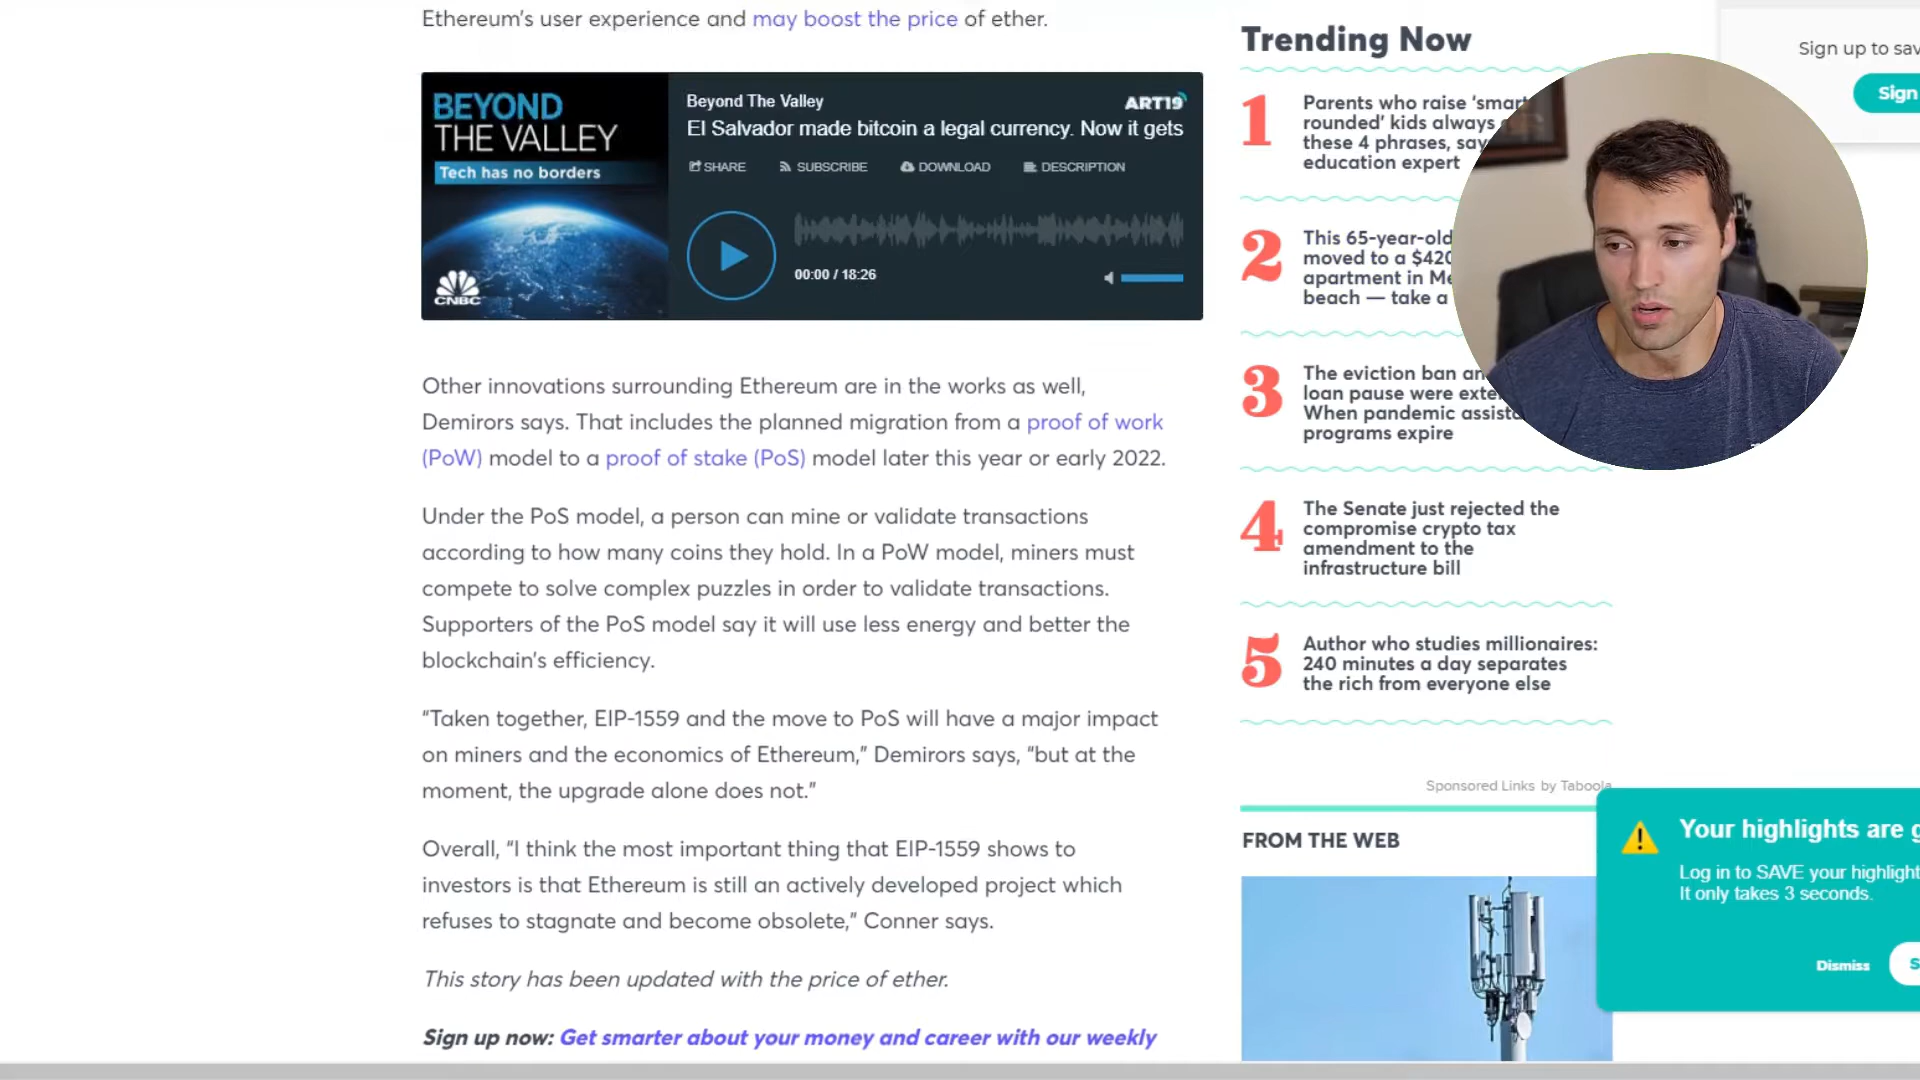 Ethereum's user experience and may boost the price of ether.
BEYOND
THE VALLEY
Tech has no borders
CNBC
Beyond The Valley
ART19
El Salvador made bitcoin a legal currency. Now it gets
SHARE
SUBSCRIBE
DOWNLOAD
DESCRIPTION
00:00 / 18:26
Other innovations surrounding Ethereum are in the works as well,
Demirors says. That includes the planned migration from a proof of work
(PoW) model to a proof of stake (PoS) model later this year or early 2022.
Under the PoS model, a person can mine or validate transactions
according to how many coins they hold. In a PoW model, miners must
compete to solve complex puzzles in order to validate transactions.
Supporters of the PoS model say it will use less energy and better the
blockchain's efficiency.
“Taken together, EIP-1559 and the move to PoS will have a major impact
on miners and the economics of Ethereum,” Demirors says, “but at the
moment, the upgrade alone does not.”
Overall, “I think the most important thing that EIP-1559 shows to
investors is that Ethereum is still an actively developed project which
refuses to stagnate and become obsolete,” Conner says.
This story has been updated with the price of ether.
Sign up now: Get smarter about your money and career with our weekly
Trending Now
1
Parents who raise ‘smart
rounded’ kids always
these 4 phrases, say
education expert
2
This 65-year-old
moved to a $420
apartment in Me
beach — take a
3
The eviction ban an
loan pause were exte
When pandemic assist
programs expire
4
The Senate just rejected the
compromise crypto tax
amendment to the
infrastructure bill
5
Author who studies millionaires:
240 minutes a day separates
the rich from everyone else
Sponsored Links by Taboola
FROM THE WEB
Sign up to sav
Sign
Your highlights are g
Log in to SAVE your highlight
It only takes 3 seconds.
Dismiss
S